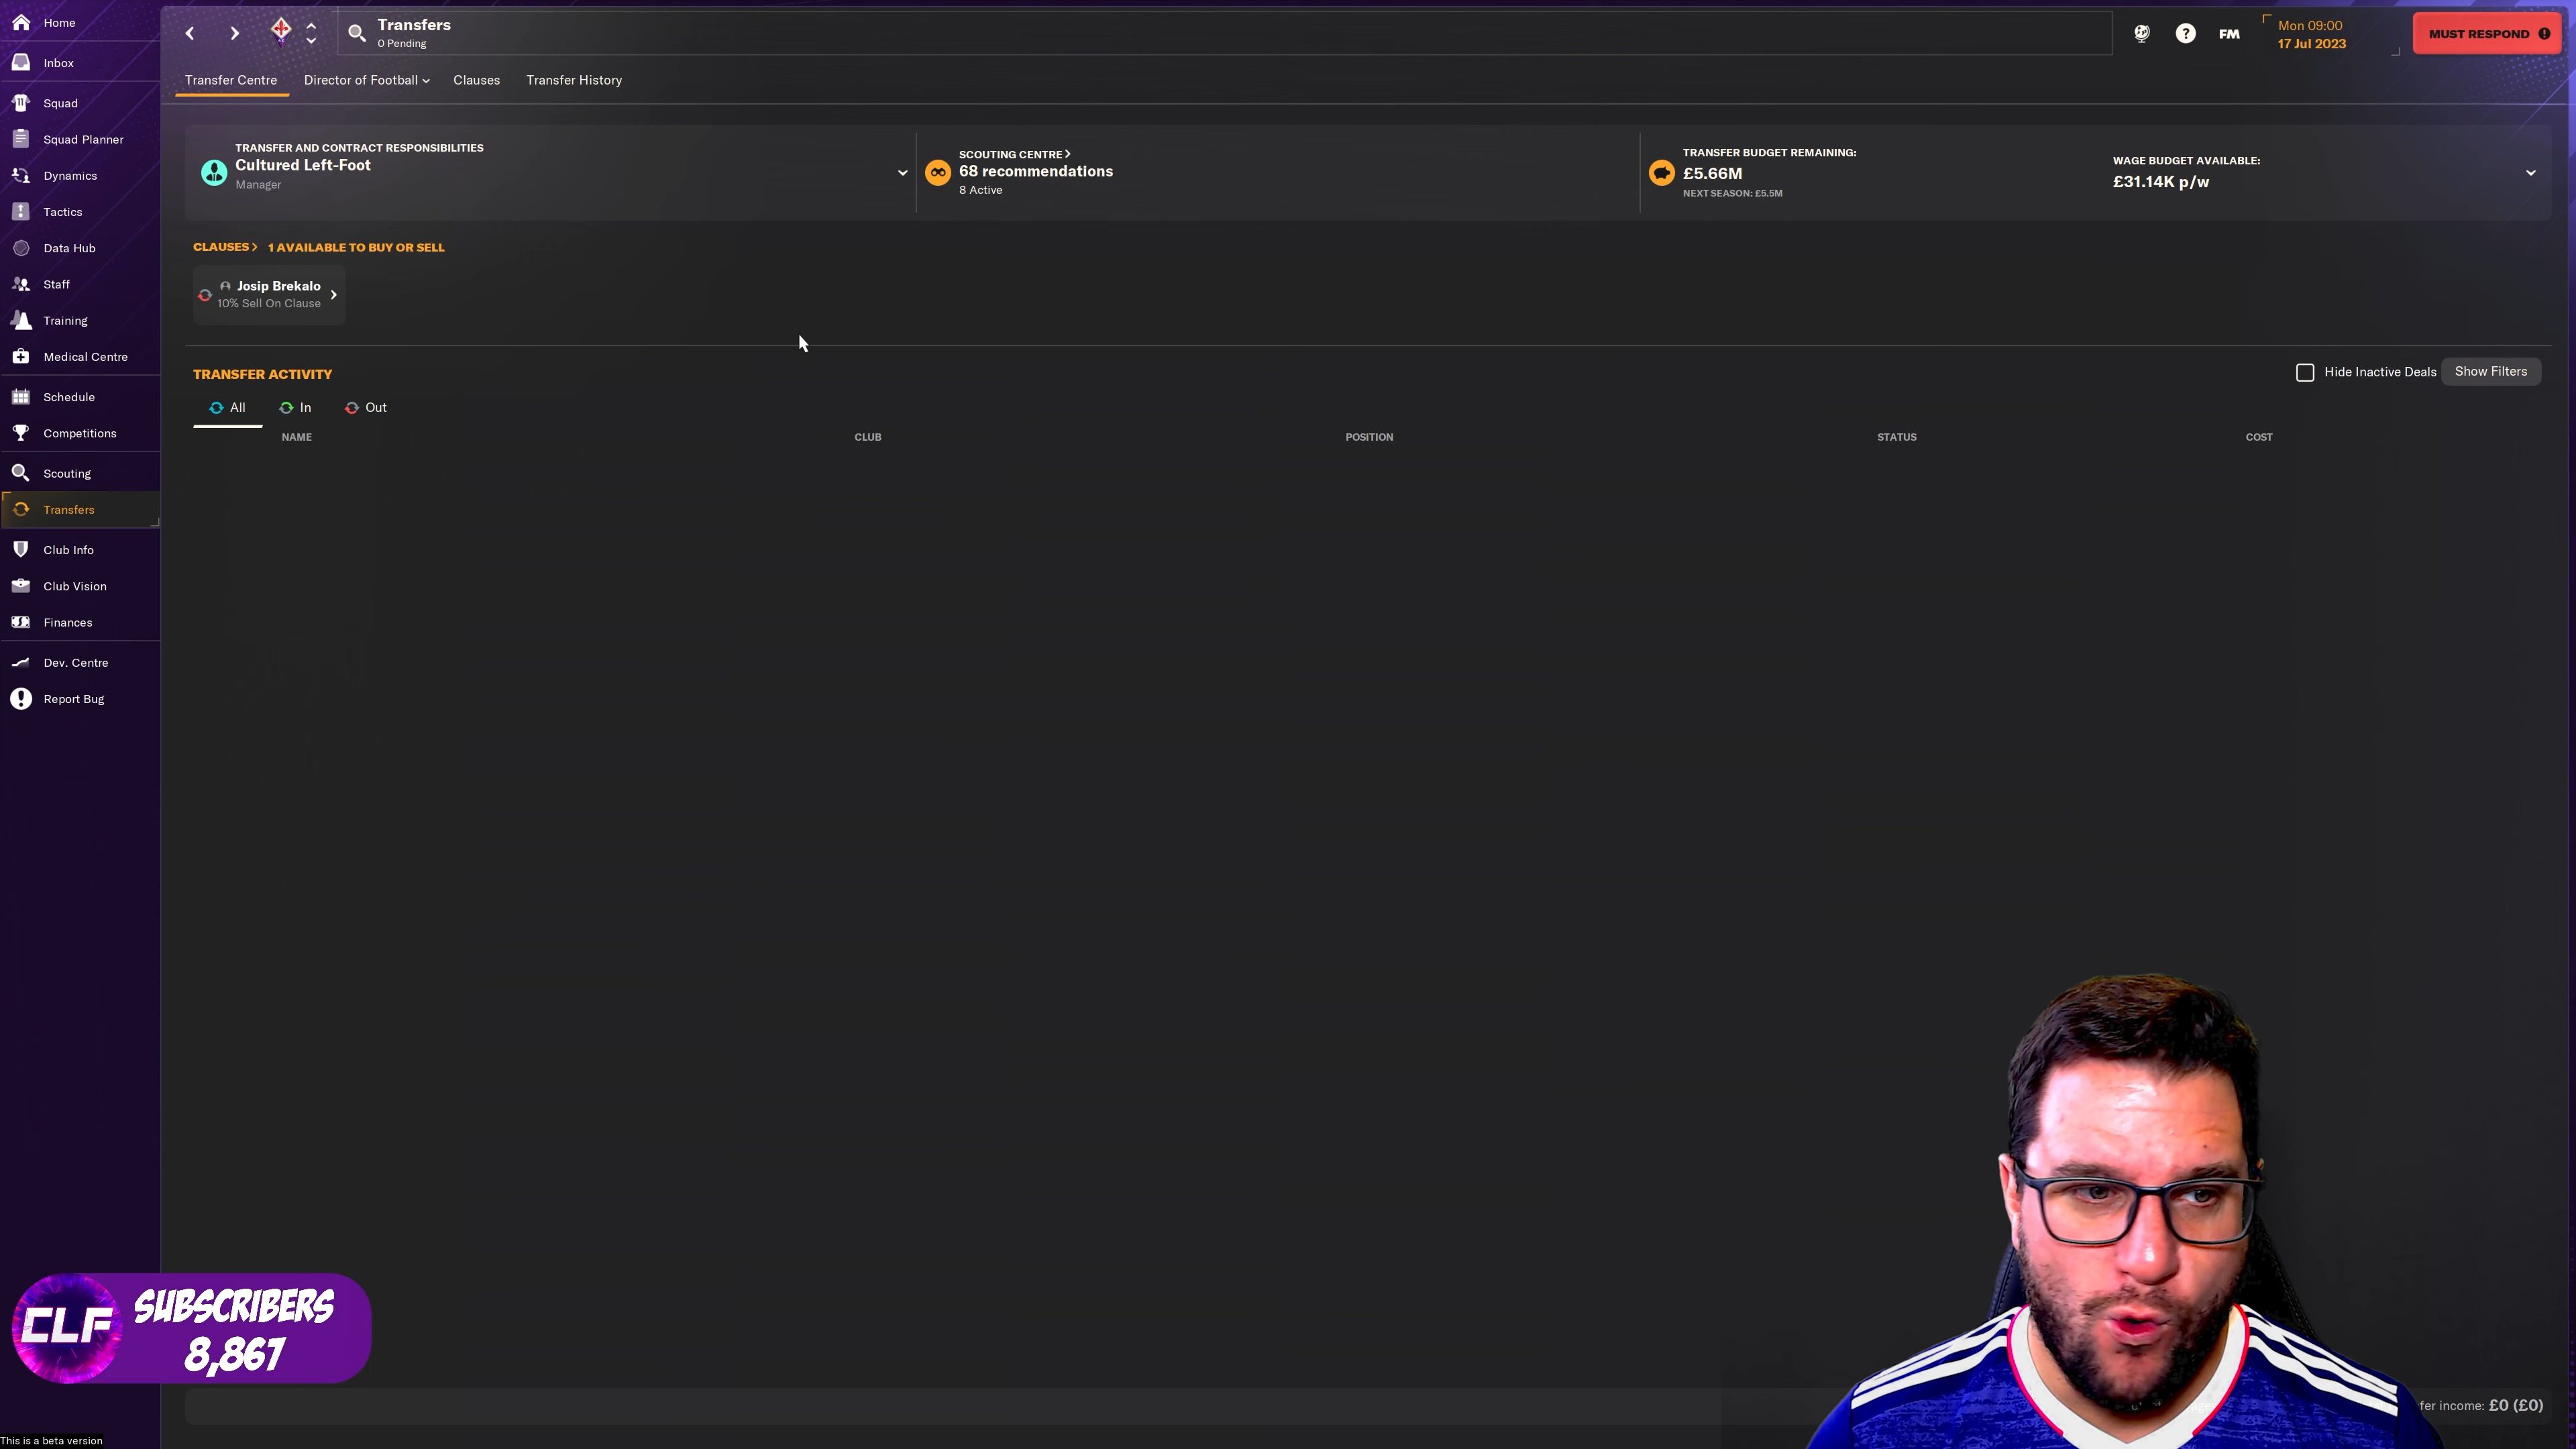 Home
Inbox
Squad
Squad Planner
Dynamics
Tactics
Data Hub
Staff
Training
Medical Centre
Schedule
Competitions
Scouting
Transfers
Club Info
Club Vision
Finances
Dev. Centre
Report Bug
Transfers
0 Pending
FM
Mon 09:00
17 Jul 2023
MUST RESPOND
Transfer Centre
Director of Football
Clauses
Transfer History
TRANSFER AND CONTRACT RESPONSIBILITIES
Cultured Left-Foot
Manager
SCOUTING CENTRE
68 recommendations
8 Active
TRANSFER BUDGET REMAINING:
£5.66M
NEXT SEASON: £5.5M
WAGE BUDGET AVAILABLE:
£31.14K p/w
CLAUSES 1 AVAILABLE TO BUY OR SELL
Josip Brekalo
10% Sell On Clause
TRANSFER ACTIVITY
Hide Inactive Deals
Show Filters
All
In
Out
NAME CLUB POSITION STATUS COST
CLF
SUBSCRIBERS
8,867
income: £0 (£0)
This is a beta version